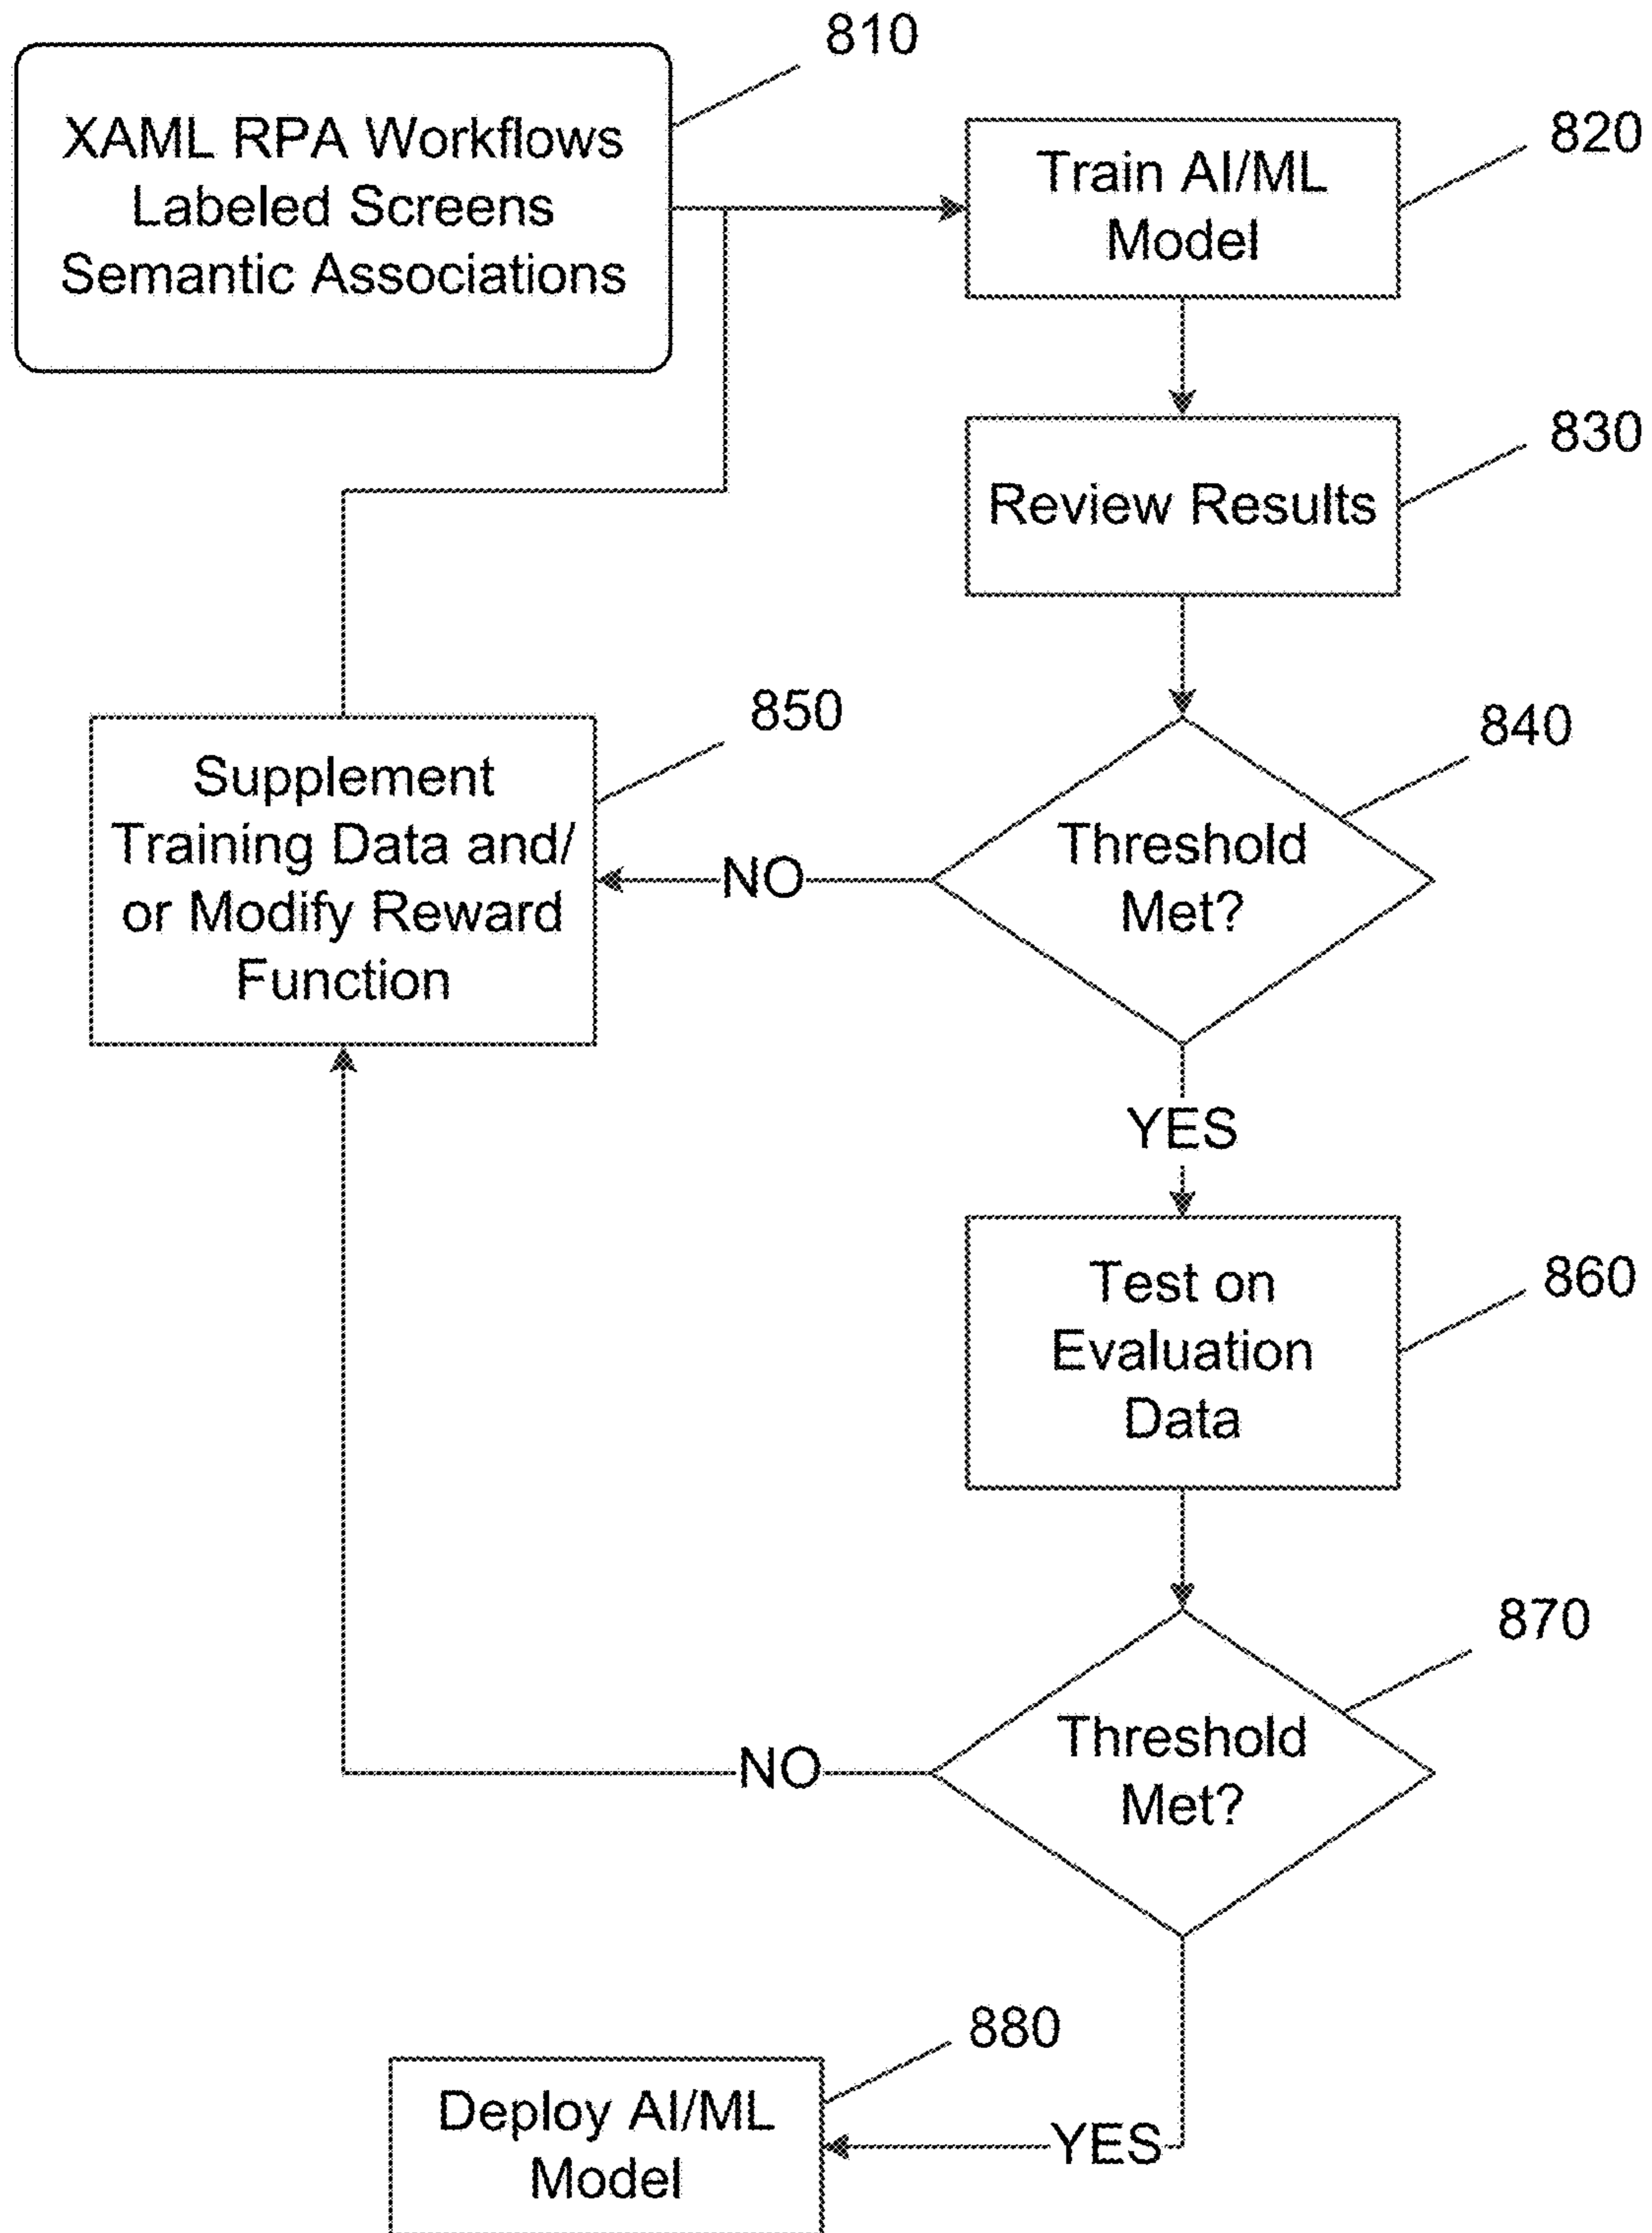 810
XAML RPA Workflows
Labeled Screens
Semantic Associations
820
Train AI/ML
Model
830
Review Results
840
Threshold
Met?
850
Supplement
Training Data and/
or Modify Reward
Function
NO
YES
860
Test on
Evaluation
Data
870
Threshold
Met?
NO
880
Deploy AI/ML
Model
YES